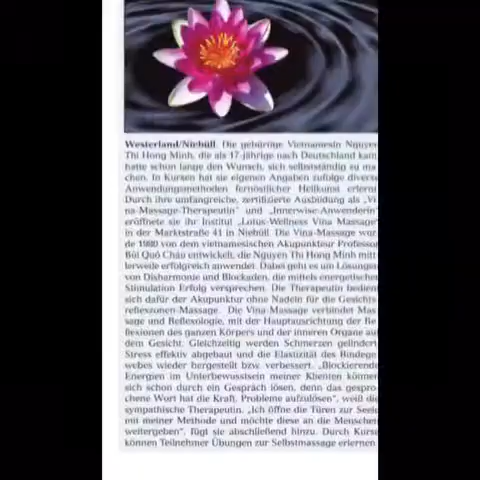 Westerland/Niebüll. Die gebürtige Vietnamesin Nguyen
Thi Hong Minh, die als 17-jährige nach Deutschland kam
hatte schon lange den Wunsch, sich selbstständig zu ma
chen. In Kursen hat sie eigenen Angaben zufolge diverse
Anwendungsmethoden fernöstlicher Heilkunst erlernt
Durch ihre umfangreiche, zertifizierte Ausbildung als „Vi
na-Massage-Therapeutin" und „Innerwise-Anwenderin"
eröffnete sie ihr Institut „Lotus-Wellness Vina Massage"
in der Marktstraße 41 in Niebüll. Die Vina-Massage wur
de 1980 von dem vietnamesischen Akupunkteur Professor
Bùi Quô Châu entwickelt, die Nguyen Thi Hong Minh mitt
lerweile erfolgreich anwendet. Dabei geht es um Lösungen
von Disharmonie und Blockaden, die mittels energetischer
Stimulation Erfolg versprechen. Die Therapeutin bedient
sich dafür der Akupunktur ohne Nadeln für die Gesichts
reflexzonen-Massage. Die Vina-Massage verbindet Mas
sage und Reflexologie, mit der Hauptausrichtung der Re
flexionen des ganzen Körpers und der inneren Organe auf
dem Gesicht. Gleichzeitig werden Schmerzen gelindert
Stress effektiv abgebaut und die Elastizität des Bindege
webes wieder hergestellt bzw. verbessert. „Blockierende
Energien im Unterbewusstsein meiner Klienten können
sich schon durch ein Gespräch lösen, denn das gespro
chene Wort hat die Kraft, Probleme aufzulösen", weiß die
sympathische Therapeutin. „Ich öffne die Türen zur Seele
mit meiner Methode und möchte diese an die Menschen
weitergeben", fügt sie abschließend hinzu. Durch Kurse
können Teilnehmer Übungen zur Selbstmassage erlernen